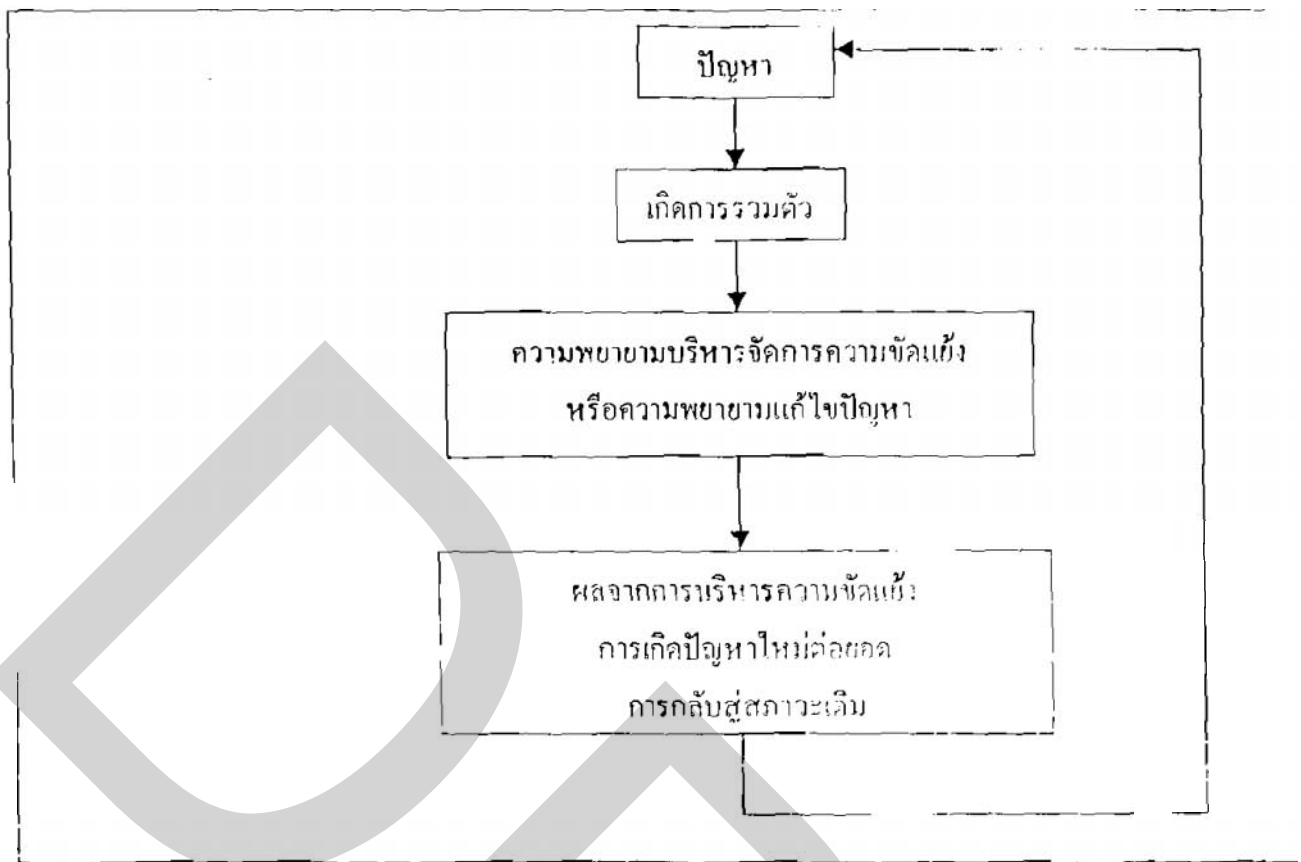 ปัญหา
เกิดการรวมตัว
ความพยายามบริหารจัดการความขัดแย้ง
หรือความพยายามแก้ไขปัญหา
ผลจากการบริหารความขัดแย้ง
การเกิดปัญหาใหม่ต่อยอด
การกลับสู่สภาวะเดิม